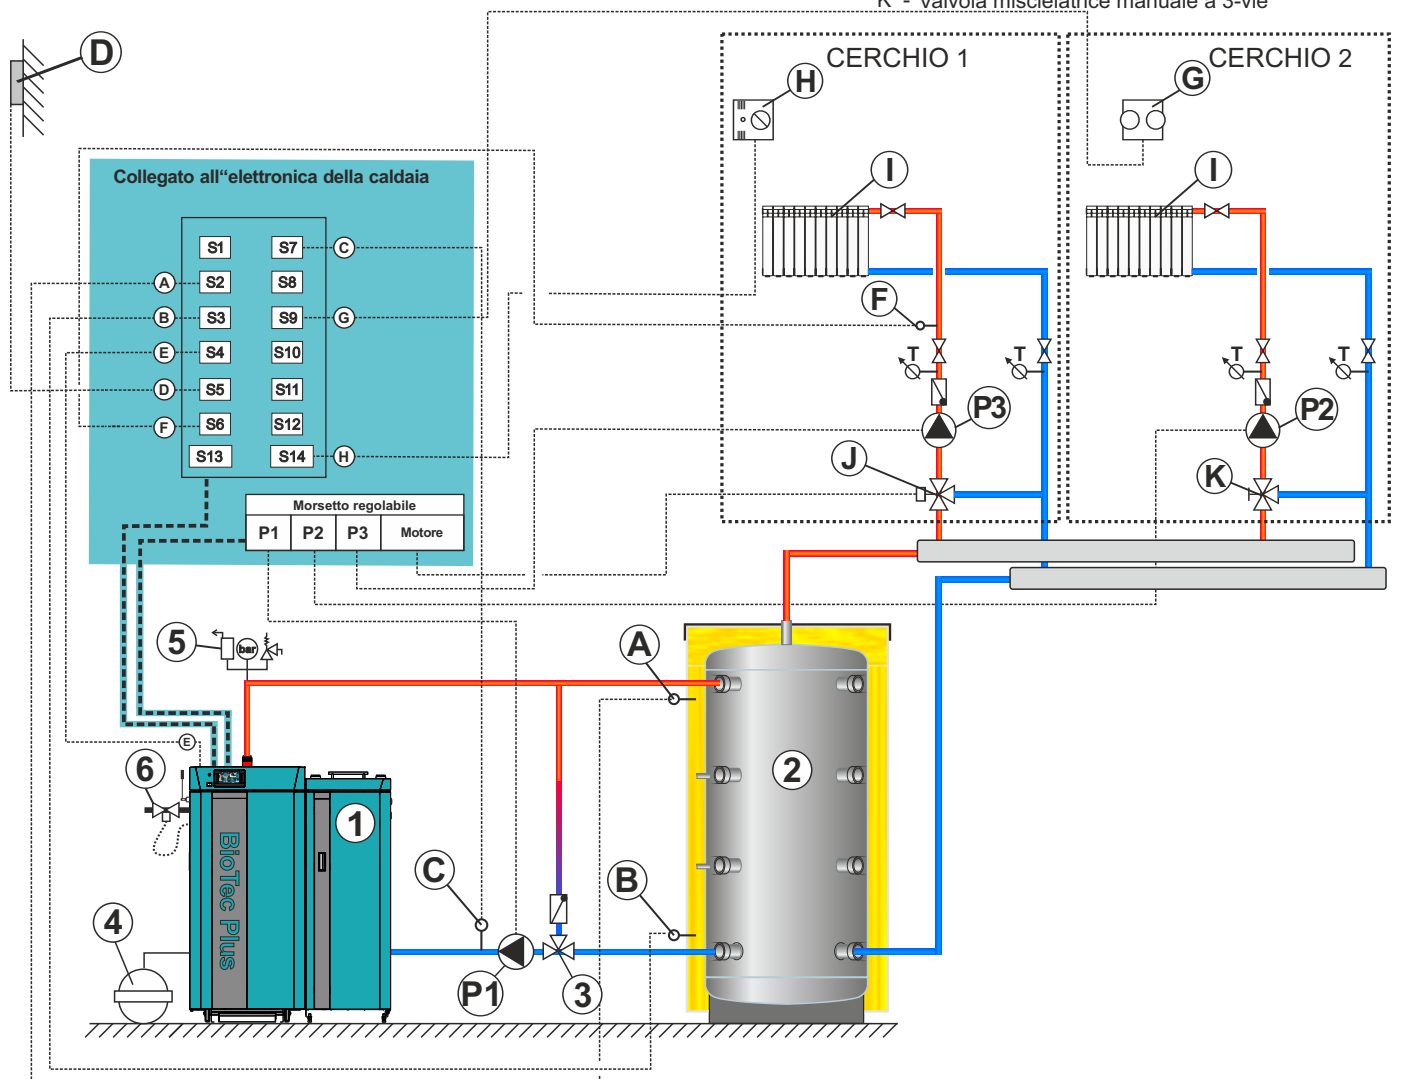 K - Valvola miscielatrice manuale a 3-vie
D
CERCHIO 1
CERCHIO 2
H
G
Collegato all“elettronica della caldaia
I
I
S1
S7
C
A
S2
S8
B
S3
S9
G
F
E
S4
S10
T
T
T
T
D
S5
S11
P3
P2
F
S6
S12
S13
S14
H
J
K
Morsetto regolabile
P1
P2
P3
Motore
5
bar
A
E
6
2
1
BioTec Plus
C
B
4
P1
3